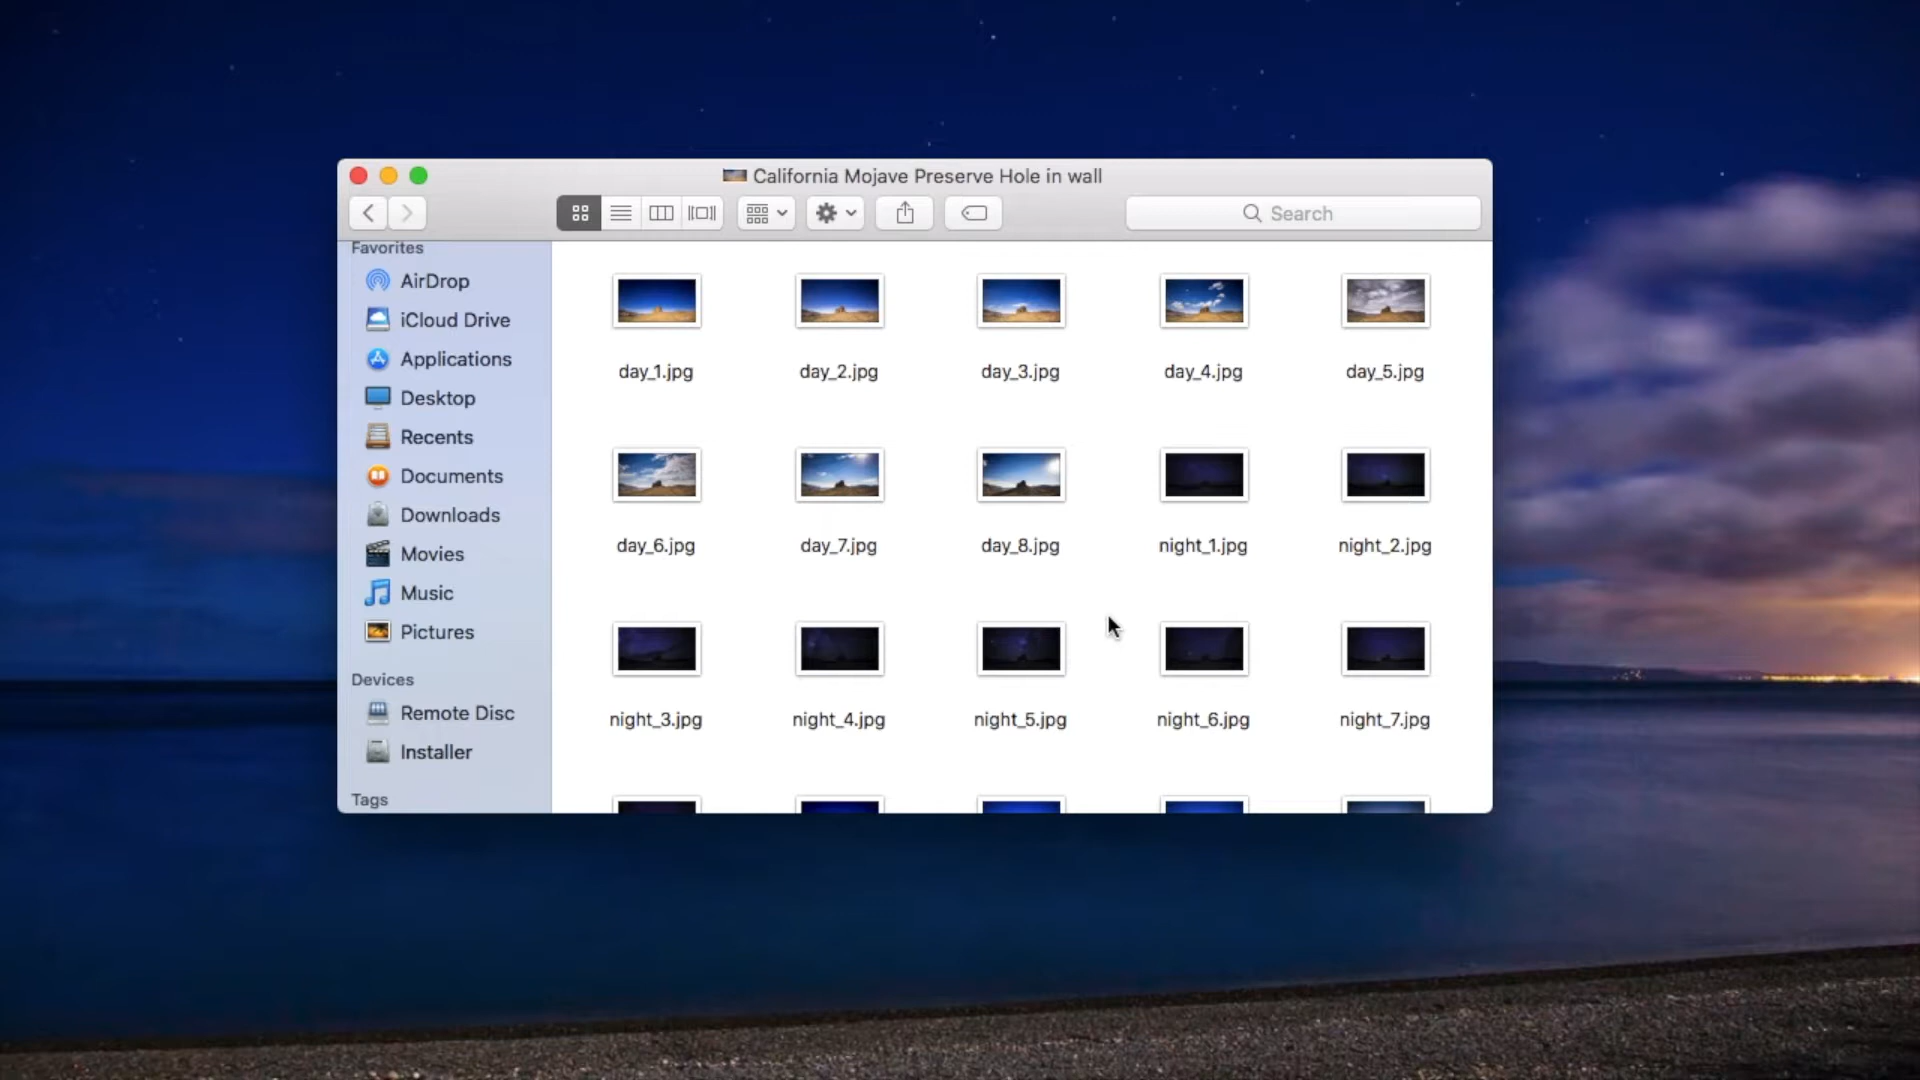 California Mojave Preserve Hole in wall
Search
Favorites
AirDrop
iCloud Drive
Applications
Desktop
Recents
Documents
Downloads
Movies
Music
Pictures
Devices
Remote Disc
Installer
Tags
day_1.jpg day_2.jpg day_3.jpg day_4.jpg day_5.jpg
day_6.jpg day_7.jpg day_8.jpg night_1.jpg night_2.jpg
night_3.jpg night_4.jpg night_5.jpg night_6.jpg night_7.jpg